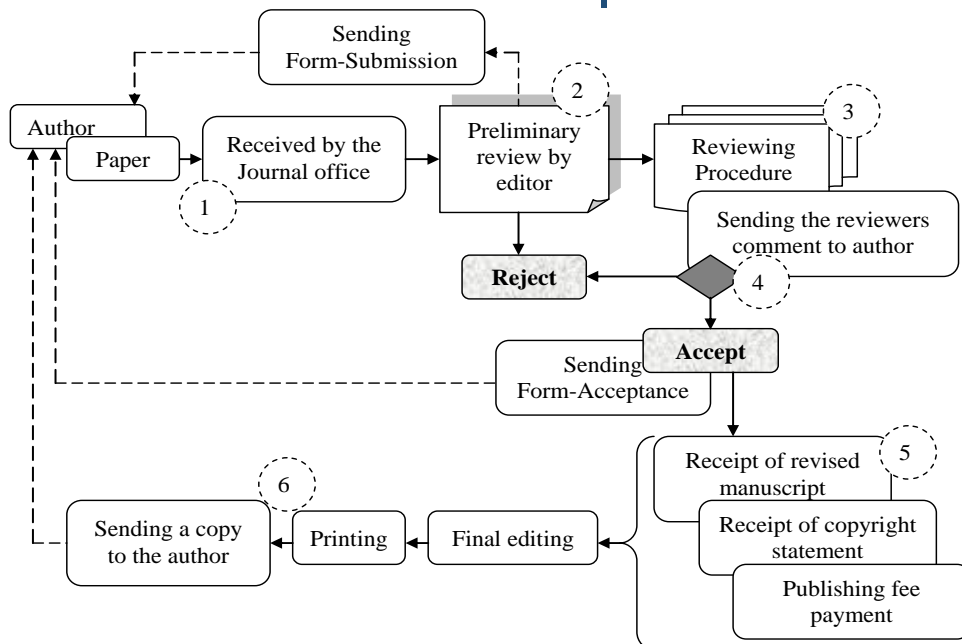 Sending
Form-Submission
2
3
Author
Paper
Received by the
Journal office
1
Preliminary
review by
editor
Reviewing
Procedure
Sending the reviewers
comment to author
Reject
4
Accept
Sending
Form-Acceptance
5
Receipt of revised
manuscript
Receipt of copyright
statement
Publishing fee
payment
Final editing
Printing
6
Sending a copy
to the author